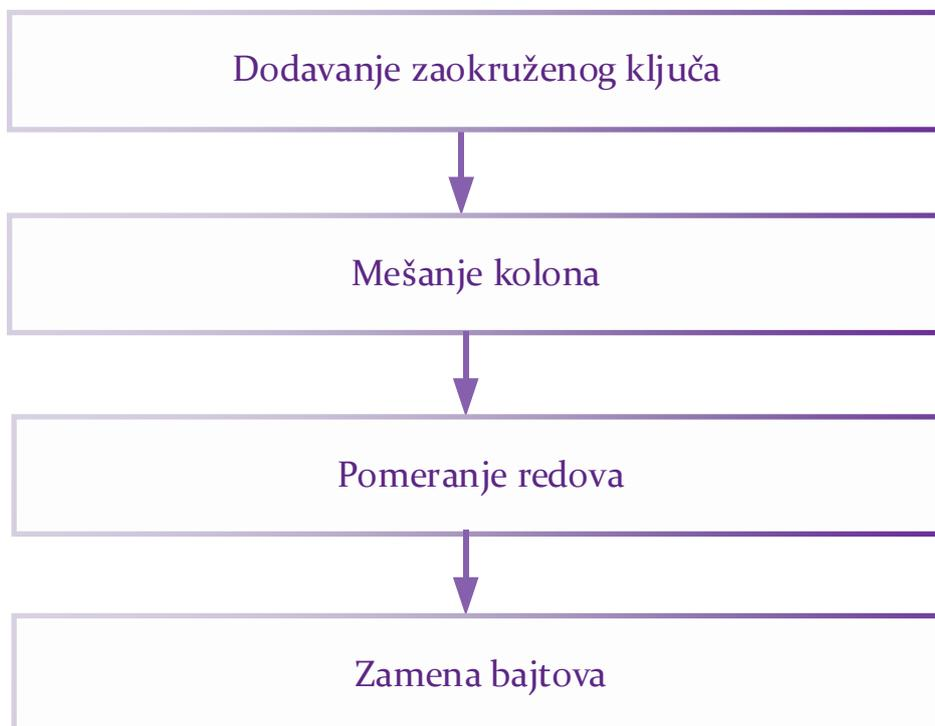 Dodavanje zaokruženog ključa
Mešanje kolona
Pomeranje redova
Zamena bajtova